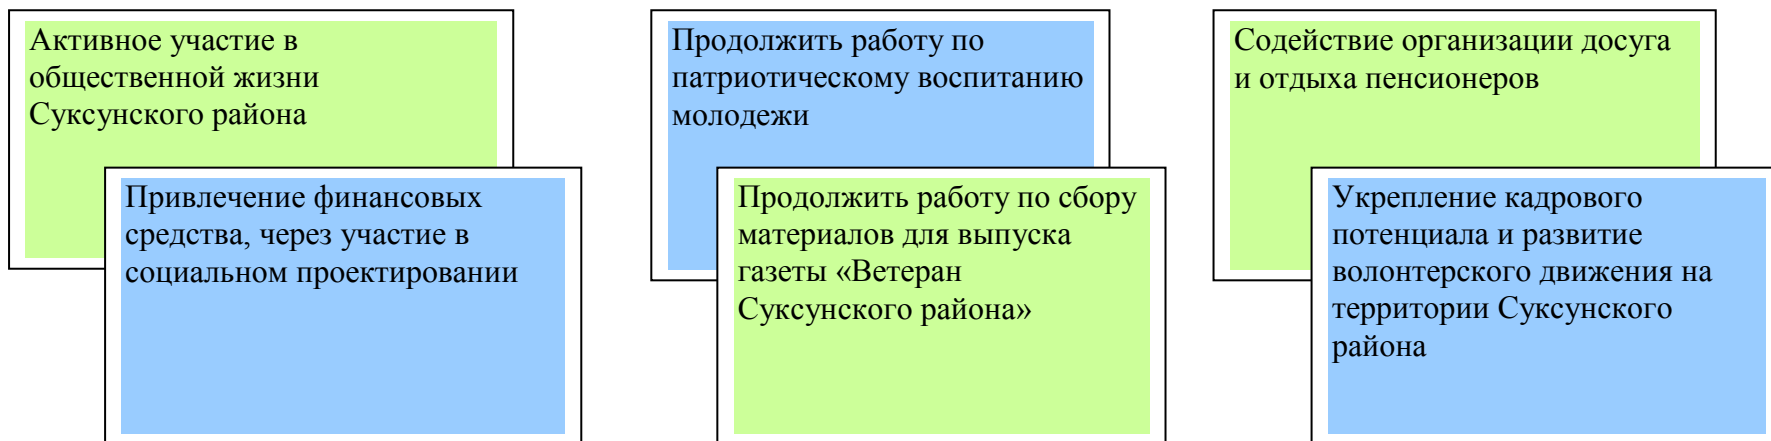 Активное участие в
общественной жизни
Суксунского района
Привлечение финансовых
средства, через участие в
социальном проектировании
Продолжить работу по
патриотическому воспитанию
молодежи
Продолжить работу по сбору
материалов для выпуска
газеты «Ветеран
Суксунского района»
Содействие организации досуга
и отдыха пенсионеров
Укрепление кадрового
потенциала и развитие
волонтерского движения на
территории Суксунского
района